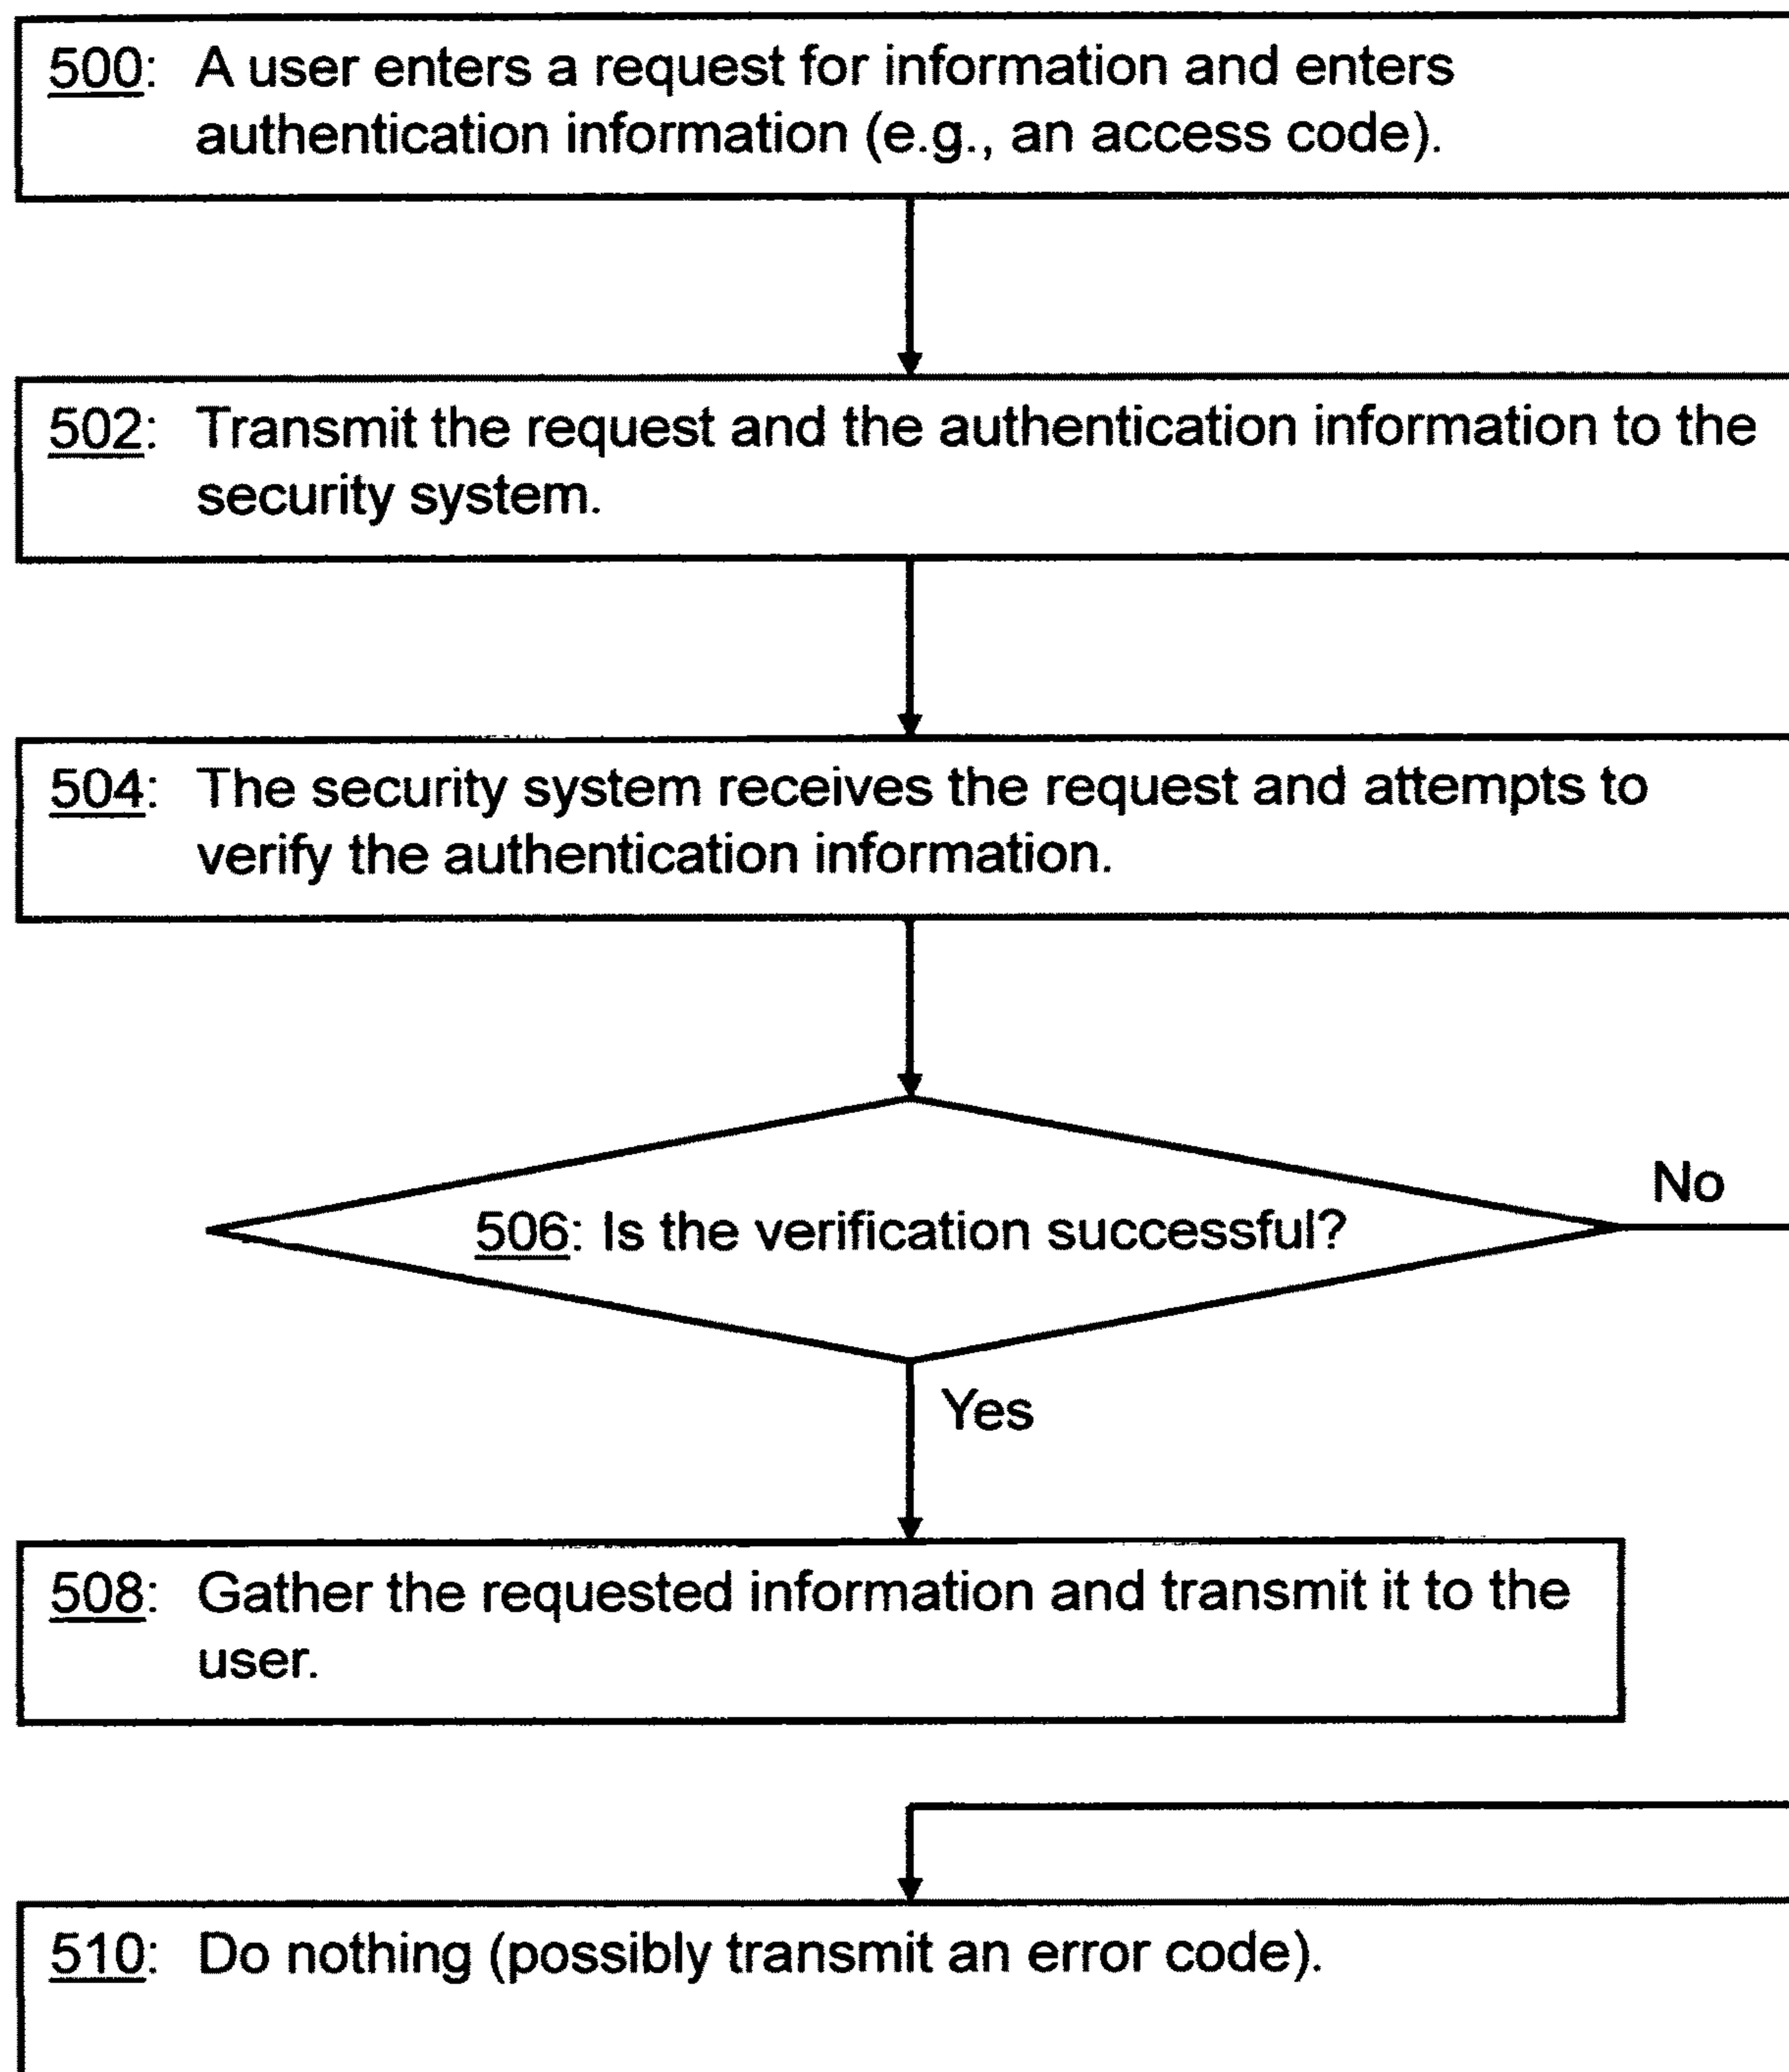 500: A user enters a request for information and enters
authentication information (e.g., an access code).
502: Transmit the request and the authentication information to the
security system.
504: The security system receives the request and attempts to
verify the authentication information.
506: Is the verification successful?
No
Yes
508: Gather the requested information and transmit it to the
user.
510: Do nothing (possibly transmit an error code).